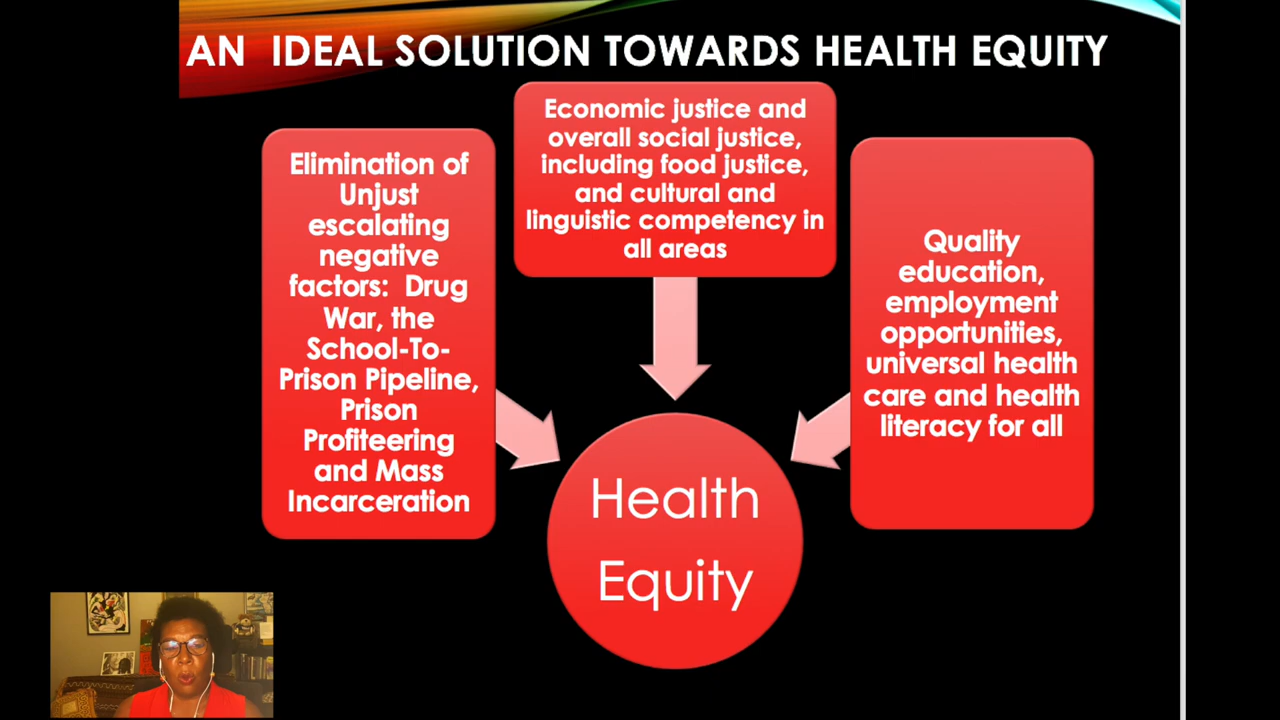 AN IDEAL SOLUTION TOWARDS HEALTH EQUITY
Elimination of
Unjust
escalating
negative
factors: Drug
War, the
School-To-
Prison Pipeline,
Prison
Profiteering
and Mass
Incarceration
Economic justice and
overall social justice,
including food justice,
and cultural and
linguistic competency in
all areas
Quality
education,
employment
opportunities,
universal health
care and health
literacy for all
Health
Equity